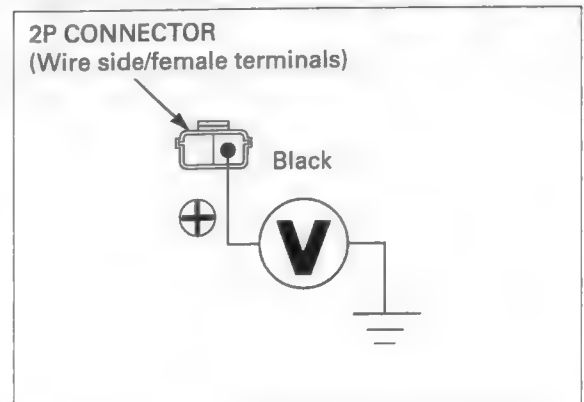 2P CONNECTOR
(Wire side/female terminals)
Black
V